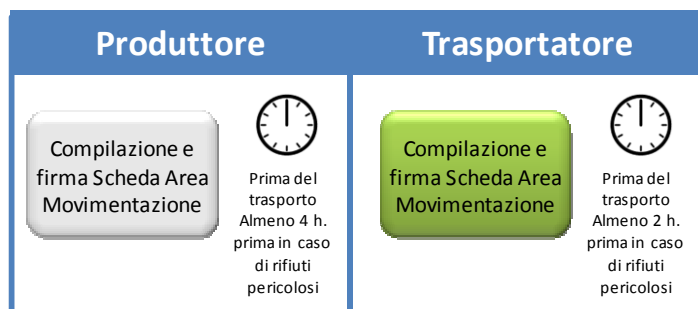 Produttore
Compilazione e
firma Scheda Area
Movimentazione
Prima del
trasporto
Almeno 4 h.
prima in caso
di rifiuti
pericolosi
Trasportatore
Compilazione e
firma Scheda Area
Movimentazione
Prima del
trasporto
Almeno 2 h.
prima in caso
di rifiuti
pericolosi